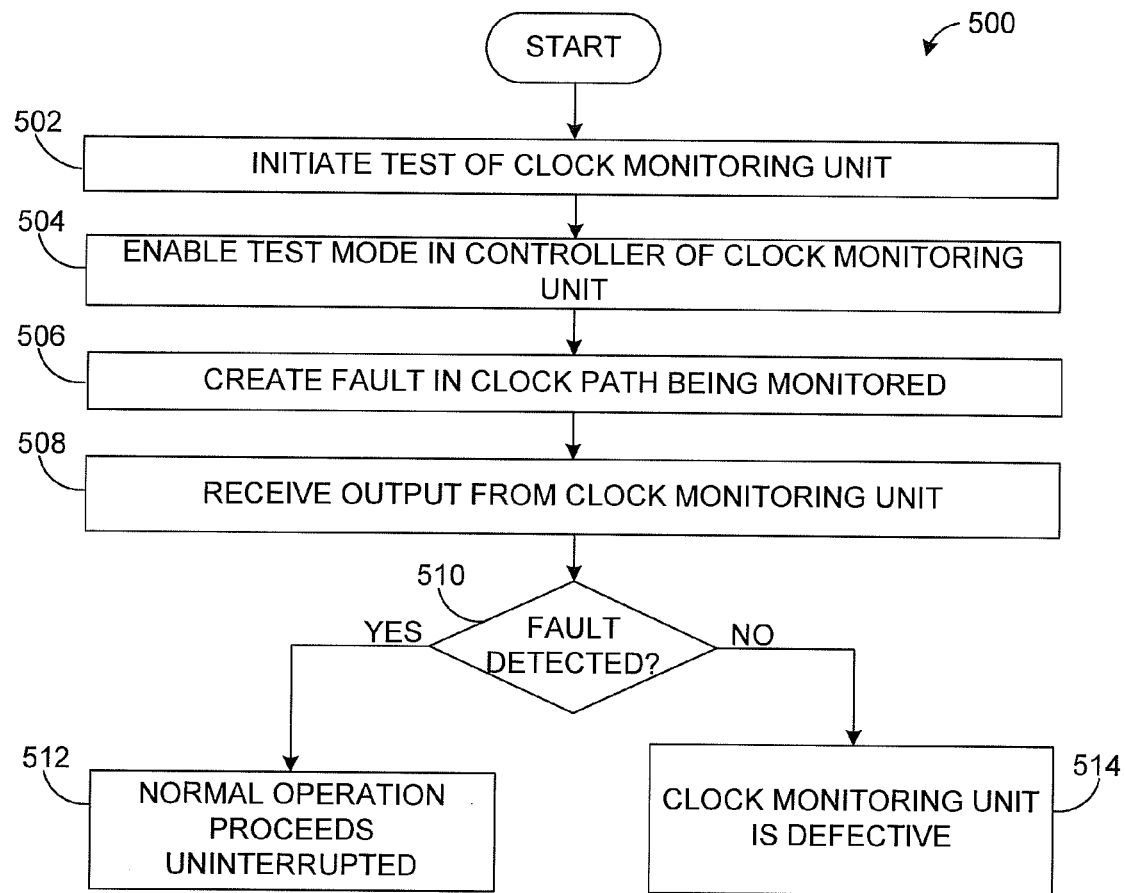 START
500
502
INITIATE TEST OF CLOCK MONITORING UNIT
504
ENABLE TEST MODE IN CONTROLLER OF CLOCK MONITORING
UNIT
506
CREATE FAULT IN CLOCK PATH BEING MONITORED
508
RECEIVE OUTPUT FROM CLOCK MONITORING UNIT
510
YES
FAULT
DETECTED?
NO
512
NORMAL OPERATION
PROCEEDS
UNINTERRUPTED
CLOCK MONITORING UNIT
IS DEFECTIVE
514